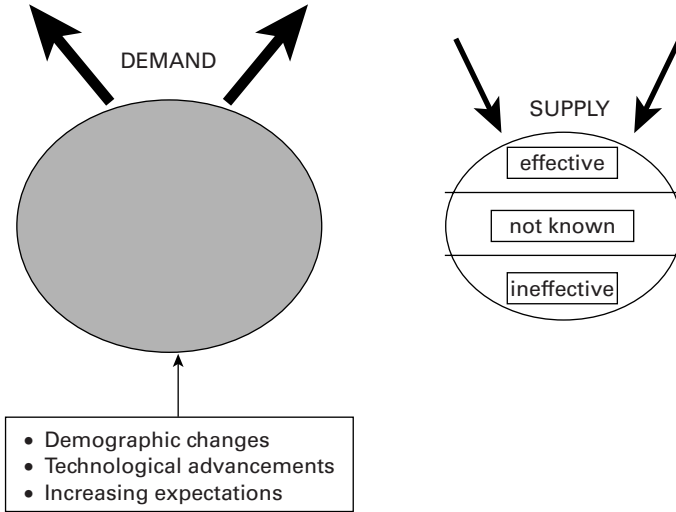 DEMAND
• Demographic changes
• Technological advancements
• Increasing expectations
SUPPLY
effective
not known
ineffective